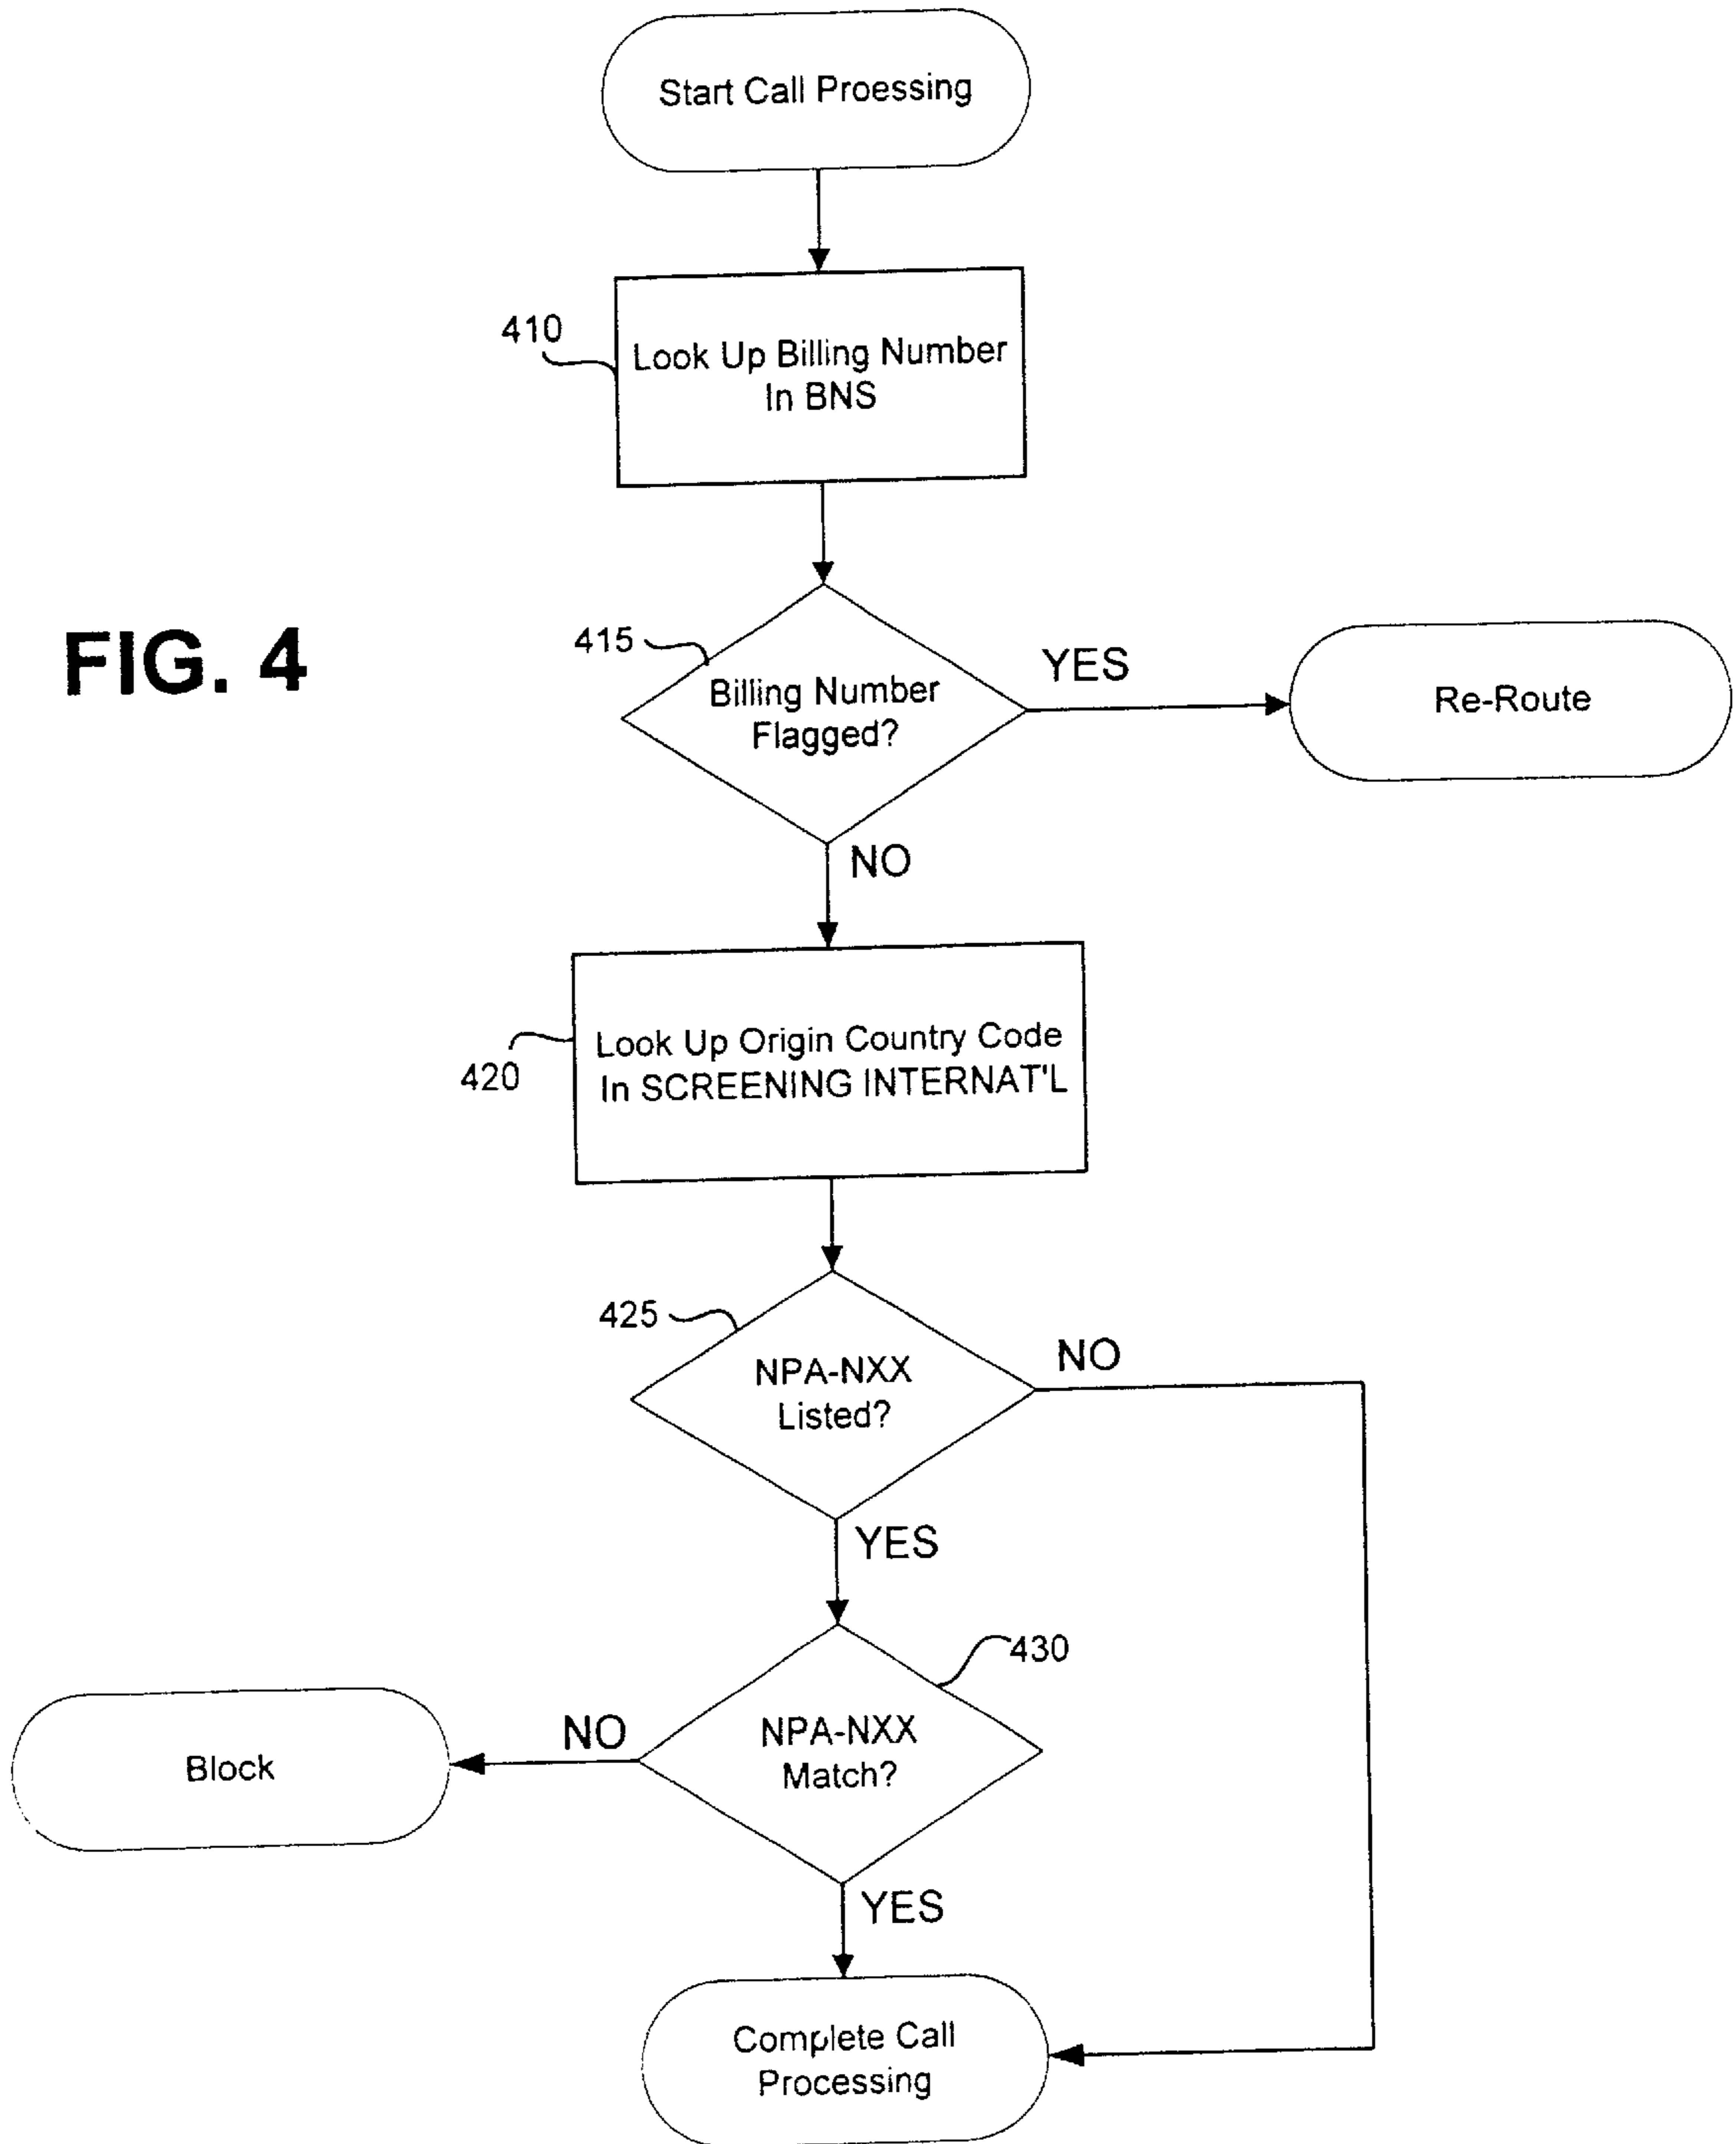 Start Call Proessing
410
Look Up Billing Number
In BNS
FIG. 4
415
Billing Number
Flagged?
YES
Re-Route
NO
420
Look Up Origin Country Code
In SCREENING INTERNAT'L
425
NPA-NXX
Listed?
NO
YES
430
NPA-NXX
Match?
NO
Block
YES
Complete Call
Processing